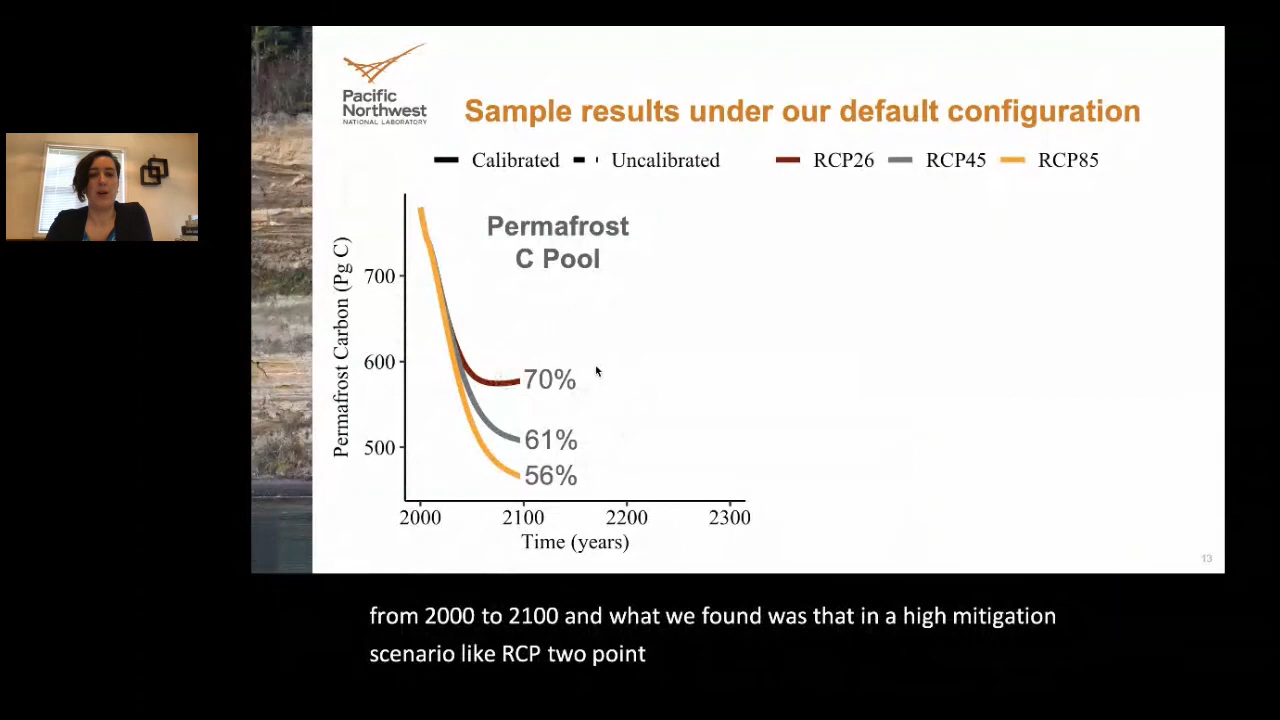 Pacific
Northwest
NATIONAL LABORATORY
Sample results under our default configuration
Calibrated Uncalibrated RCP26 RCP45 RCP85
Permafrost
C Pool
Permafrost Carbon (Pg C)
700
600
500
70%
61%
56%
2000 2100 2200 2300
Time (years)
13
from 2000 to 2100 and what we found was that in a high mitigation
scenario like RCP two point